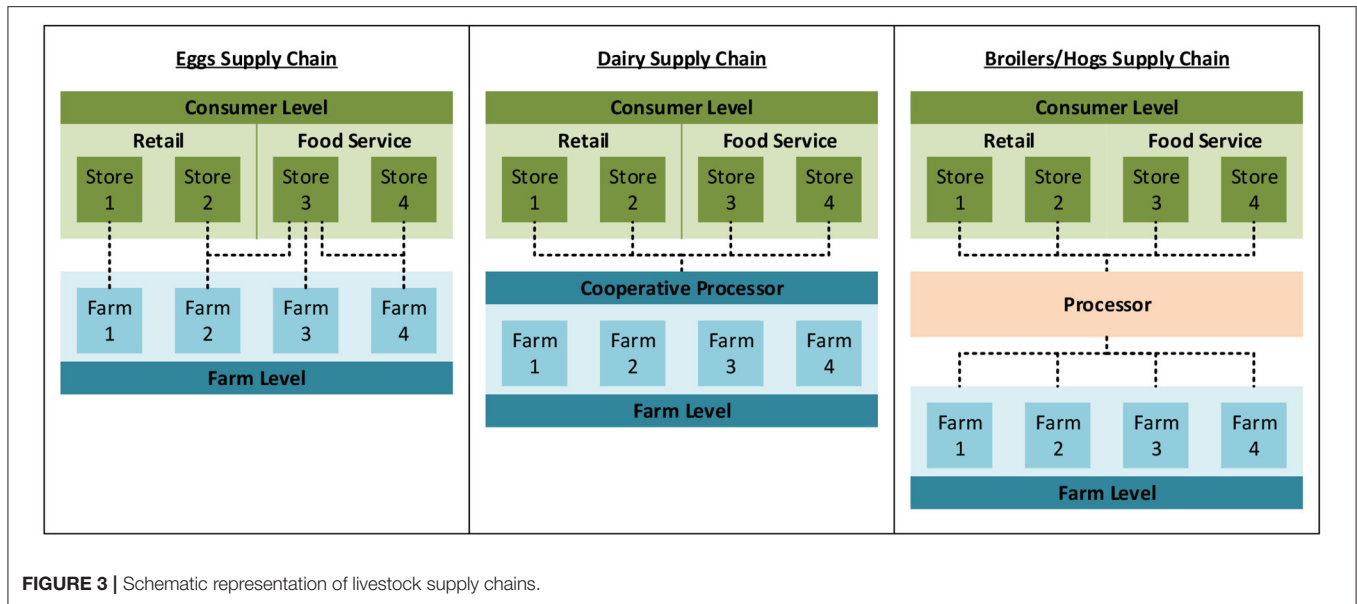 Eggs Supply Chain
Consumer Level
Retail
Food Service
Store
1
Store
2
Store
3
Store
4
Farm
1
Farm
2
Farm
3
Farm
4
Farm Level
Dairy Supply Chain
Consumer Level
Retail
Food Service
Store
1
Store
2
Store
3
Store
4
Cooperative Processor
Farm
1
Farm
2
Farm
3
Farm
4
Farm Level
Broilers/Hogs Supply Chain
Consumer Level
Retail
Food Service
Store
1
Store
2
Store
3
Store
4
Processor
Farm
1
Farm
2
Farm
3
Farm
4
Farm Level
FIGURE 3 | Schematic representation of livestock supply chains.